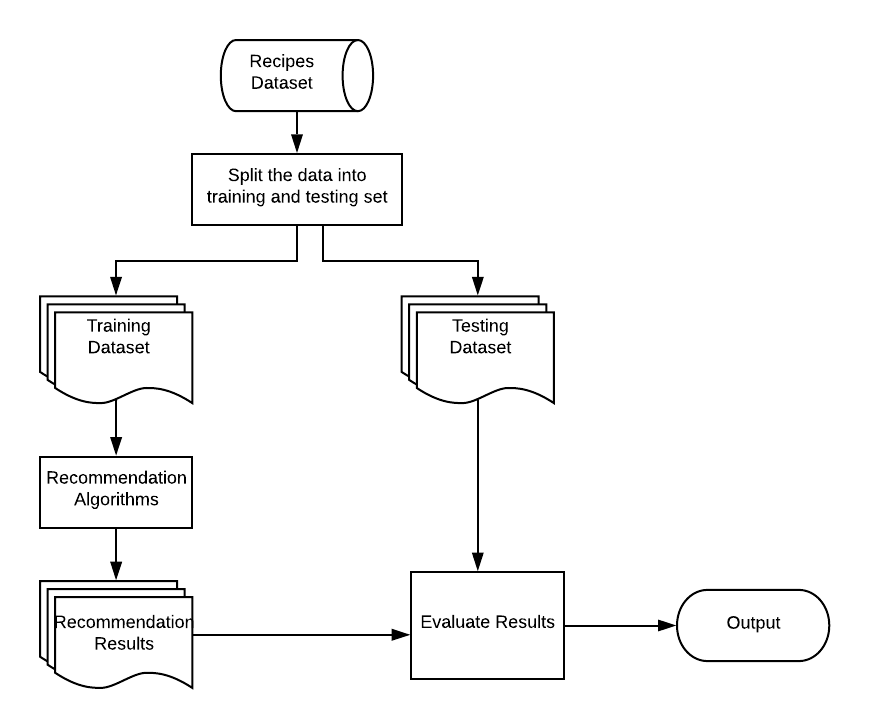 Recipes
Dataset
Split the data into
training and testing set
Training
Dataset
Testing
Dataset
Recommendation
Algorithms
Recommendation
Results
Evaluate Results
Output